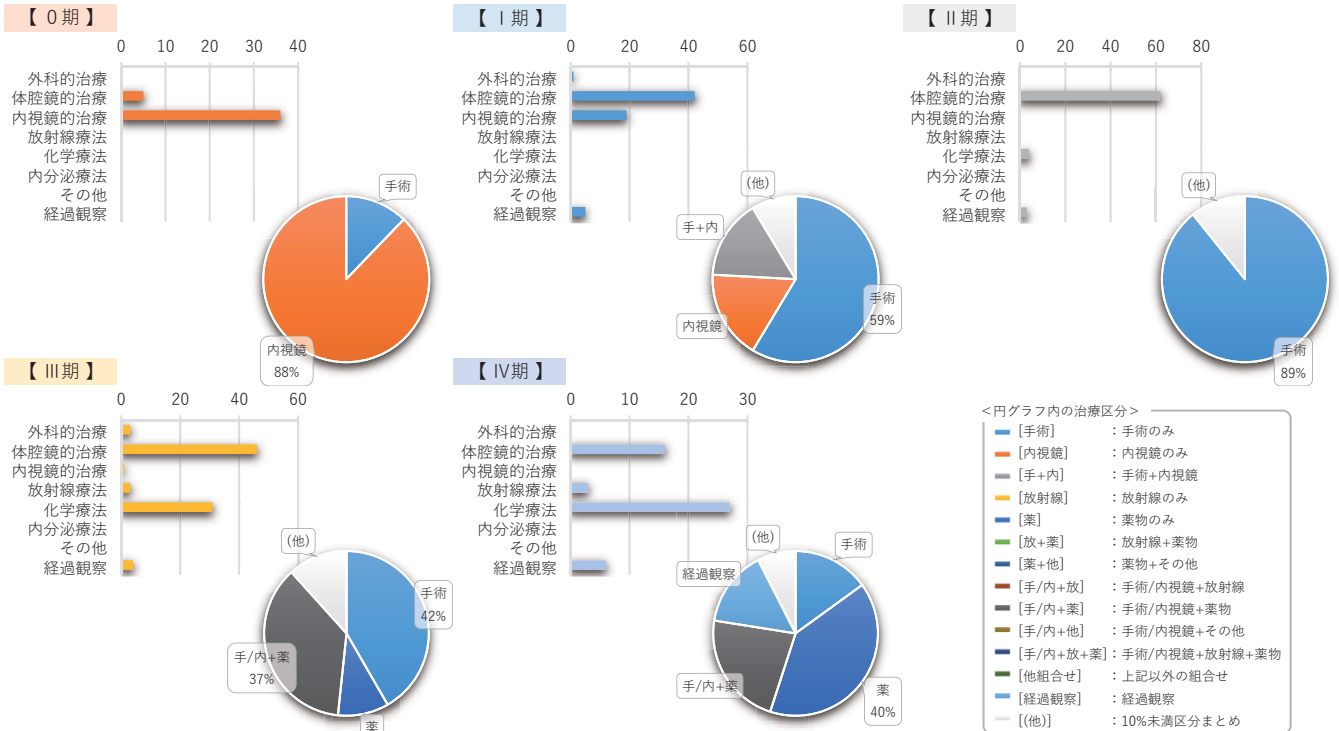 【 0期 】
0 10 20 30 40
外科的治療
体腔鏡的治療
内視鏡的治療
放射線療法
化学療法
内分泌療法
その他
経過観察
手術
内視鏡
88%
【 I期 】
0 20 40 60
外科的治療
体腔鏡的治療
内視鏡的治療
放射線療法
化学療法
内分泌療法
その他
経過観察
(他)
手+内
内視鏡
手術
59%
【 II期 】
0 20 40 60 80
外科的治療
体腔鏡的治療
内視鏡的治療
放射線療法
化学療法
内分泌療法
その他
経過観察
(他)
手術
89%
【 III期 】
0 20 40 60
外科的治療
体腔鏡的治療
内視鏡的治療
放射線療法
化学療法
内分泌療法
その他
経過観察
(他)
手術
42%
手/内+薬
37%
薬
【 IV期 】
0 10 20 30
外科的治療
体腔鏡的治療
内視鏡的治療
放射線療法
化学療法
内分泌療法
その他
経過観察
(他)
手術
経過観察
手/内+薬
薬
40%
<円グラフ内の治療区分>
[手術] :手術のみ
[内視鏡] :内視鏡のみ
[手+内] :手術+内視鏡
[放射線] :放射線のみ
[薬] :薬物のみ
[放+薬] :放射線+薬物
[薬+他] :薬物+その他
[手/内+放] :手術/内視鏡+放射線
[手/内+薬] :手術/内視鏡+薬物
[手/内+他] :手術/内視鏡+その他
[手/内+放+薬]:手術/内視鏡+放射線+薬物
[他組合せ] :上記以外の組合せ
[経過観察] :経過観察
[(他)] :10%未満区分まとめ